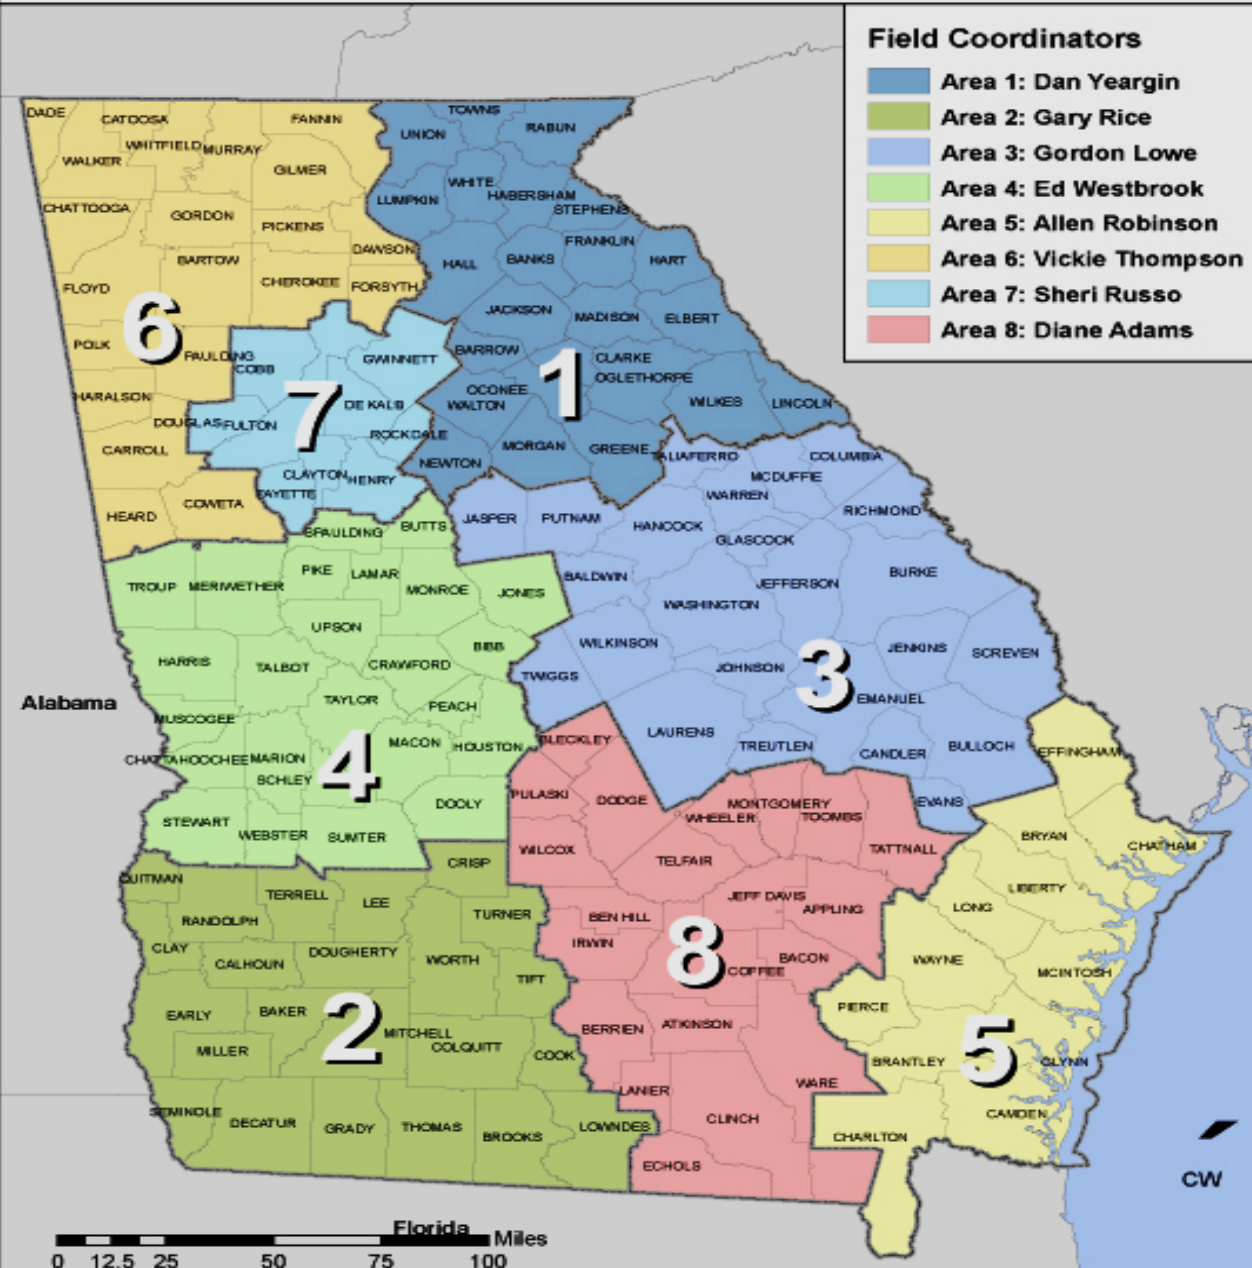 Field Coordinators
Area 1: Dan Yeargin
Area 2: Gary Rice
Area 3: Gordon Lowe
Area 4: Ed Westbrook
Area 5: Allen Robinson
Area 6: Vickie Thompson
Area 7: Sheri Russo
Area 8: Diane Adams
DADE
CATOOSA
FANNIN
TOWNS
UNION
RABUN
WHITFIELD
MURRAY
WALKER
GILMER
WHITE
HABERSHAM
LUMPKIN
STEPHENS
CHATTOOGA
GORDON
PICKENS
DAWSON
FRANKLIN
HALL
BANKS
HART
BARTOW
FLOYD
CHEROKEE
FORSYTH
JACKSON
MADISON
ELBERT
6
POLK
PAULDING
COBB
GWINNETT
BARROW
CLARKE
OGLETHORPE
1
OCONEE
WALTON
WILKES
LINCOLN
HARALSON
7
DE KALB
DOUGLAS
FULTON
ROCKDALE
CARROLL
MORGAN
GREENE
TALIAFERRO
COLUMBIA
NEWTON
CLAYTON
HENRY
MCDUFFIE
FAYETTE
WARREN
COWETA
HEARD
JASPER
PUTNAM
RICHMOND
SPAULDING
BUTTS
HANCOCK
GLASCOCK
TROUP
MERIWETHER
PIKE
LAMAR
MONROE
JONES
BALDWIN
JEFFERSON
BURKE
WASHINGTON
UPSON
BIBB
WILKINSON
JENKINS
SCREVEN
HARRIS
TALBOT
CRAWFORD
TWIGGS
JOHNSON
3
EMANUEL
Alabama
TAYLOR
PEACH
MUSCOGEE
LAURENS
TREUTLEN
CANDLER
BULLOCH
EFFINGHAM
CHATTAHOOCHEE
MARION
4
MACON
HOUSTON
BLECKLEY
SCHLEY
DOOLY
PULASKI
DODGE
MONTGOMERY
EVANS
WHEELER
TOOMBS
STEWART
WEBSTER
SUMTER
BRYAN
CHATHAM
WILCOX
TATTNALL
CRISP
TELFAIR
QUITMAN
TERRELL
LEE
JEFF DAVIS
LIBERTY
RANDOLPH
TURNER
BEN HILL
APPLING
LONG
CLAY
CALHOUN
DOUGHERTY
WORTH
IRWIN
8
BACON
COFFEE
WAYNE
MCINTOSH
TIFT
EARLY
BAKER
2
MITCHELL
PIERCE
BERRIEN
ATKINSON
MILLER
COLQUITT
COOK
BRANTLEY
5
GLYNN
LANIER
WARE
SEMINOLE
DECATUR
GRADY
THOMAS
BROOKS
LOWNDES
CLINCH
CAMDEN
CHARLTON
ECHOLS
CW
Florida
Miles
0 12.5 25 50 75 100